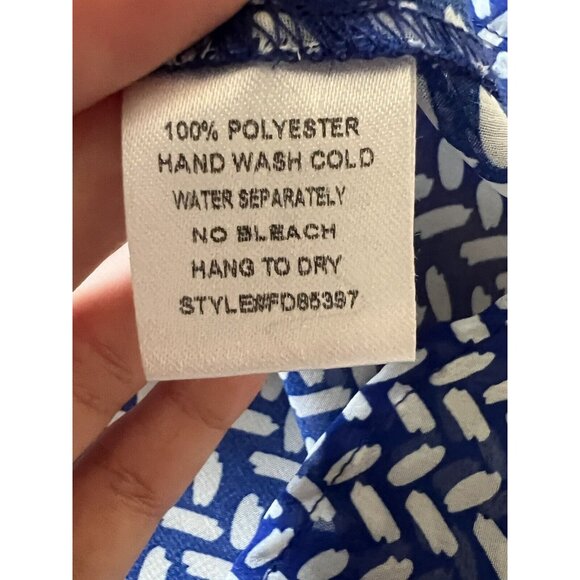 100% POLYESTER
HAND WASH COLD
WATER SEPARATELY
NO BLEACH
HANG TO DRY
STYLE#FD85397